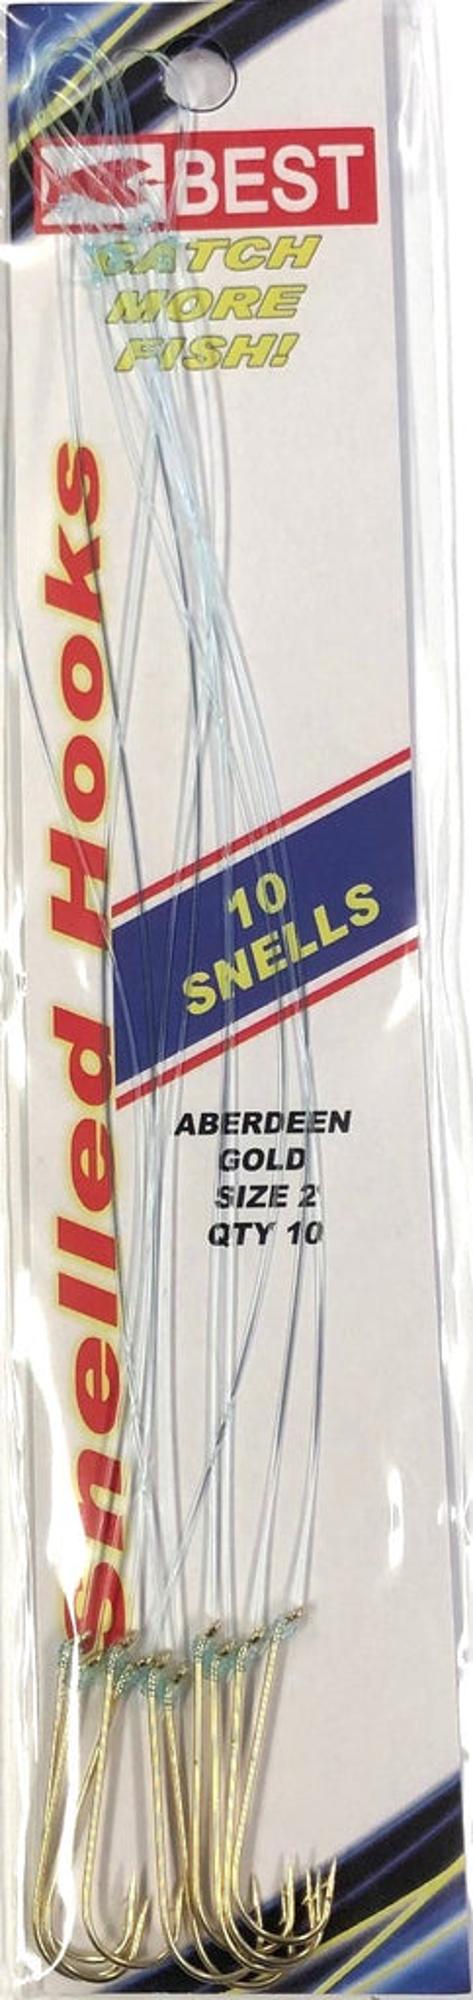 BEST
CATCH
MORE
FISH!
Snelled Hooks
10
SNELLS
ABERDEEN
GOLD
SIZE 2
QTY 10